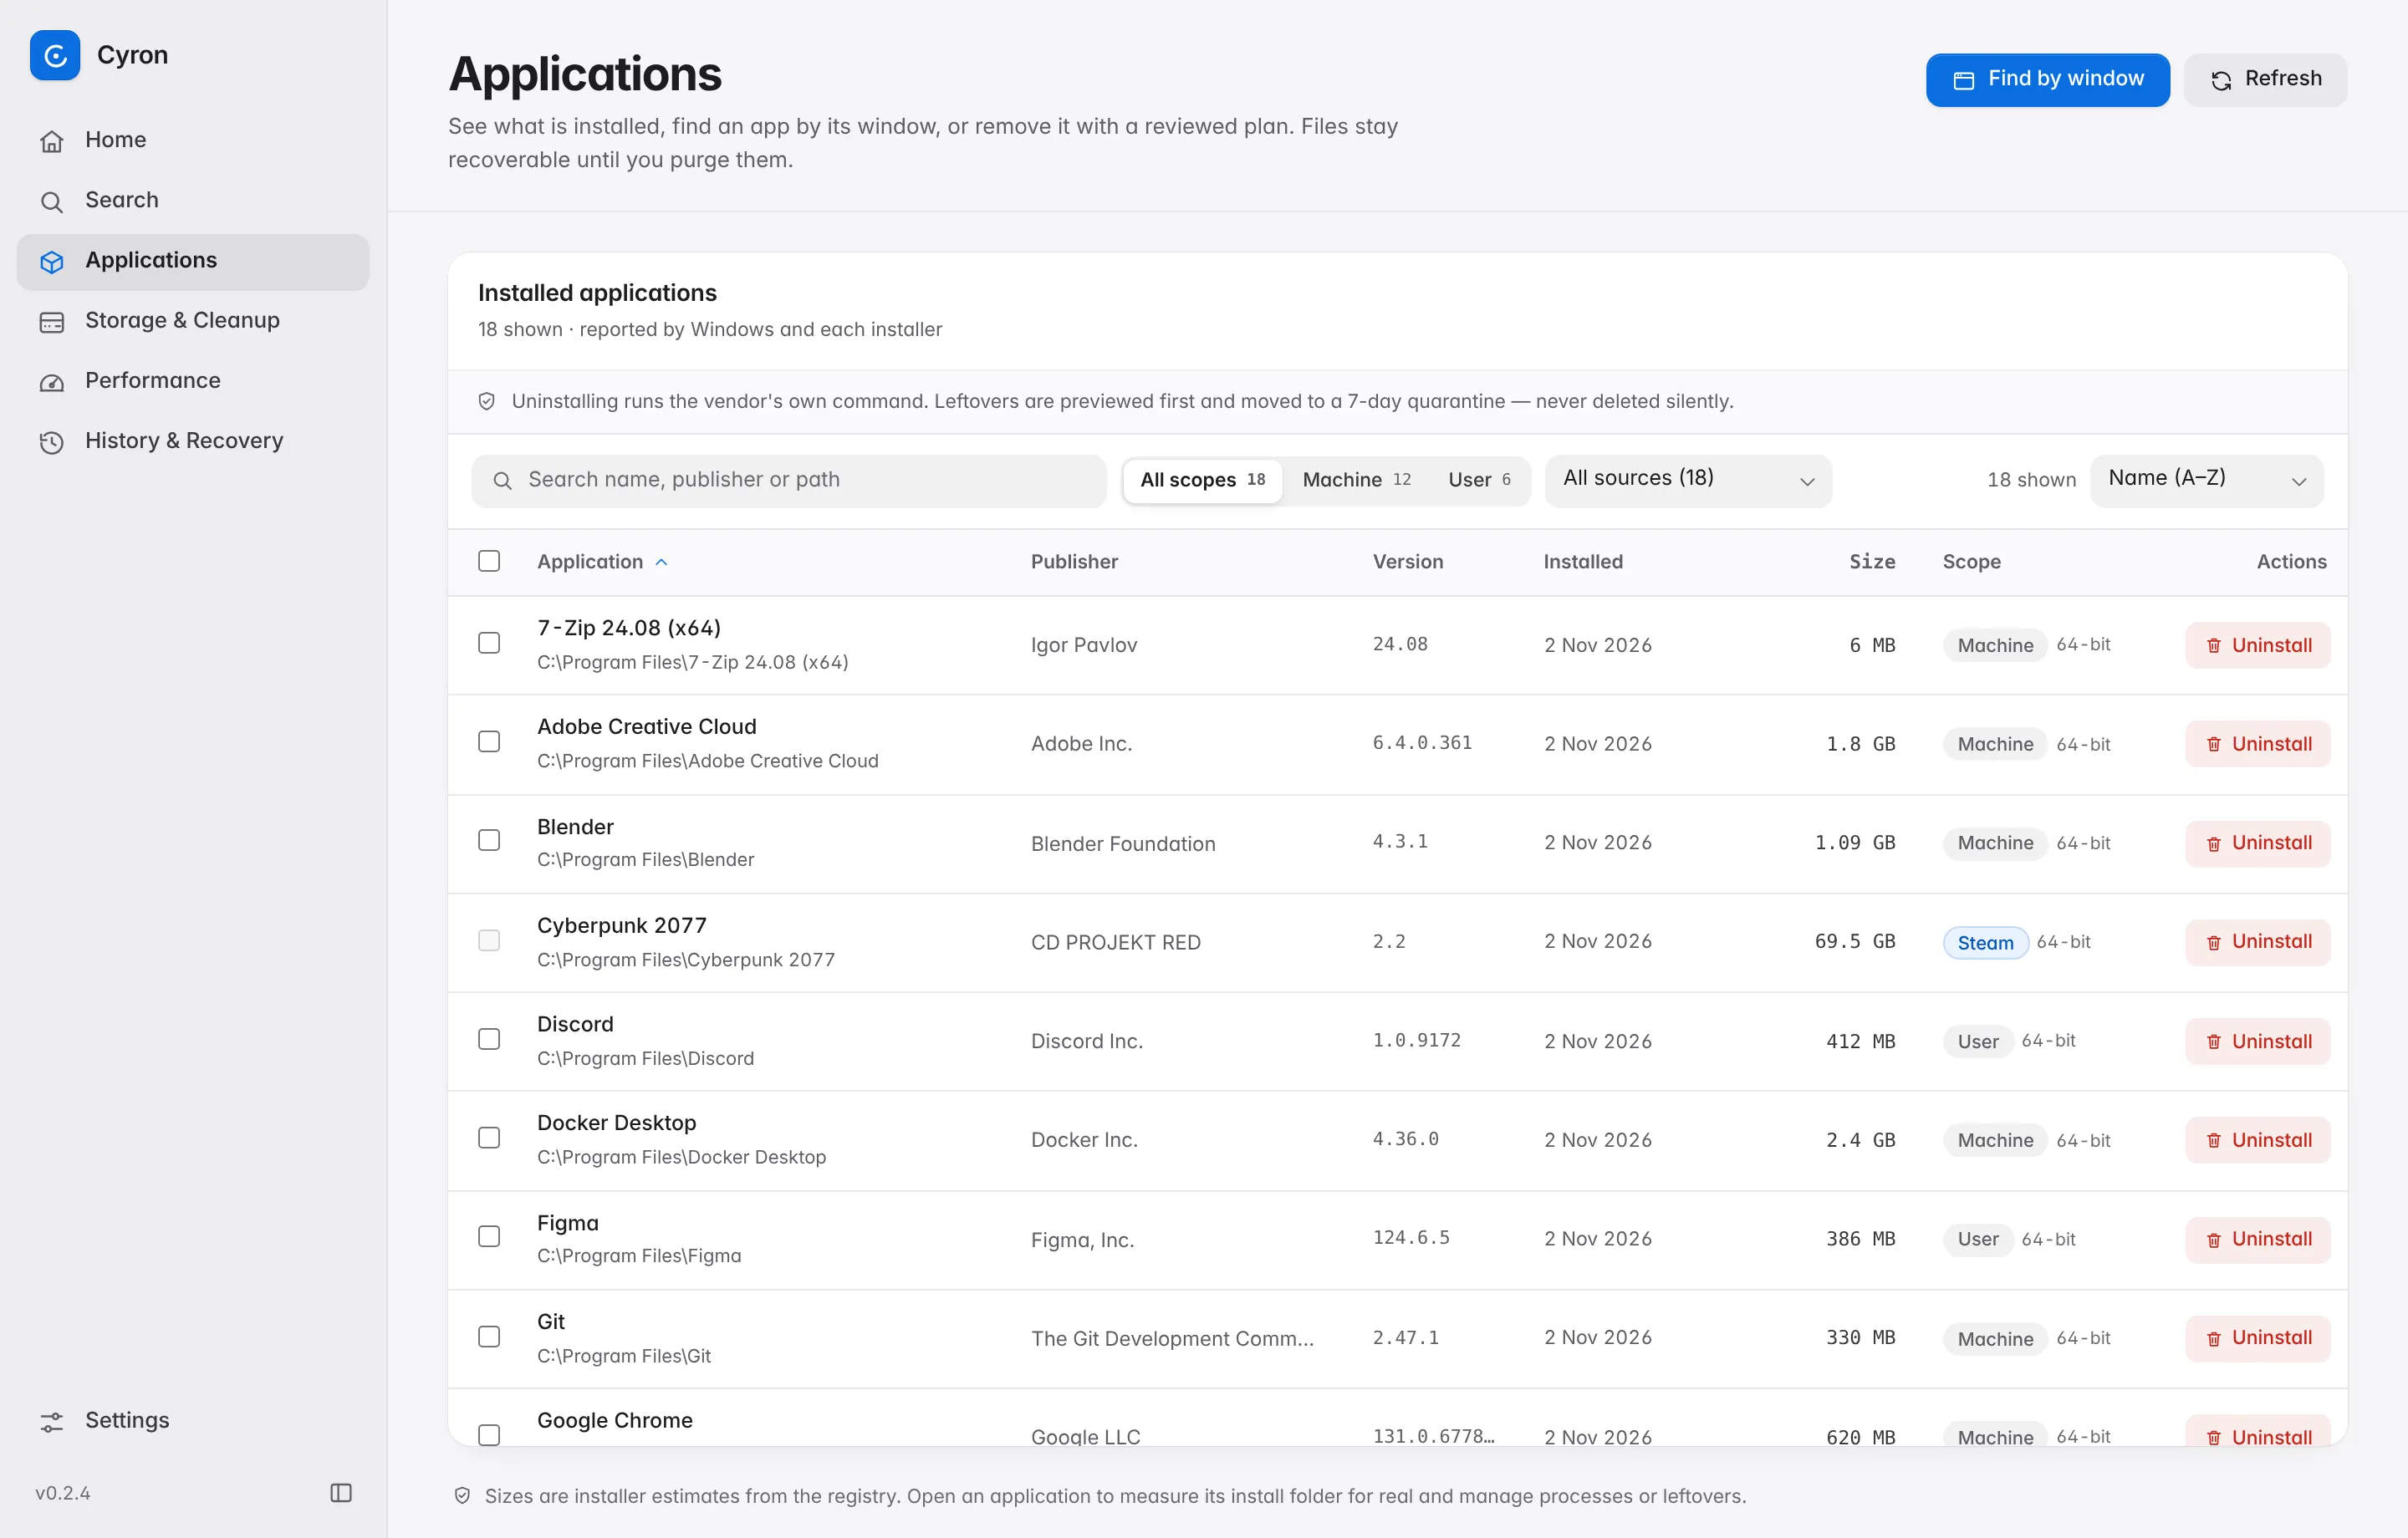 Cyron
Home
Search
Applications
Storage & Cleanup
Performance
History & Recovery
Settings
v0.2.4
Applications
See what is installed, find an app by its window, or remove it with a reviewed plan. Files stay
recoverable until you purge them.
Find by window
Refresh
Installed applications
18 shown · reported by Windows and each installer
Uninstalling runs the vendor's own command. Leftovers are previewed first and moved to a 7-day quarantine — never deleted silently.
Search name, publisher or path
All scopes 18
Machine 12
User 6
All sources (18)
18 shown
Name (A–Z)
Application Publisher Version Installed Size Scope Actions
7-Zip 24.08 (x64)
C:\Program Files\7-Zip 24.08 (x64)
Igor Pavlov 24.08 2 Nov 2026 6 MB Machine 64-bit Uninstall
Adobe Creative Cloud
C:\Program Files\Adobe Creative Cloud
Adobe Inc. 6.4.0.361 2 Nov 2026 1.8 GB Machine 64-bit Uninstall
Blender
C:\Program Files\Blender
Blender Foundation 4.3.1 2 Nov 2026 1.09 GB Machine 64-bit Uninstall
Cyberpunk 2077
C:\Program Files\Cyberpunk 2077
CD PROJEKT RED 2.2 2 Nov 2026 69.5 GB Steam 64-bit Uninstall
Discord
C:\Program Files\Discord
Discord Inc. 1.0.9172 2 Nov 2026 412 MB User 64-bit Uninstall
Docker Desktop
C:\Program Files\Docker Desktop
Docker Inc. 4.36.0 2 Nov 2026 2.4 GB Machine 64-bit Uninstall
Figma
C:\Program Files\Figma
Figma, Inc. 124.6.5 2 Nov 2026 386 MB User 64-bit Uninstall
Git
C:\Program Files\Git
The Git Development Comm... 2.47.1 2 Nov 2026 330 MB Machine 64-bit Uninstall
Google Chrome
Google LLC 131.0.6778… 2 Nov 2026 620 MB Machine 64-bit Uninstall
Sizes are installer estimates from the registry. Open an application to measure its install folder for real and manage processes or leftovers.